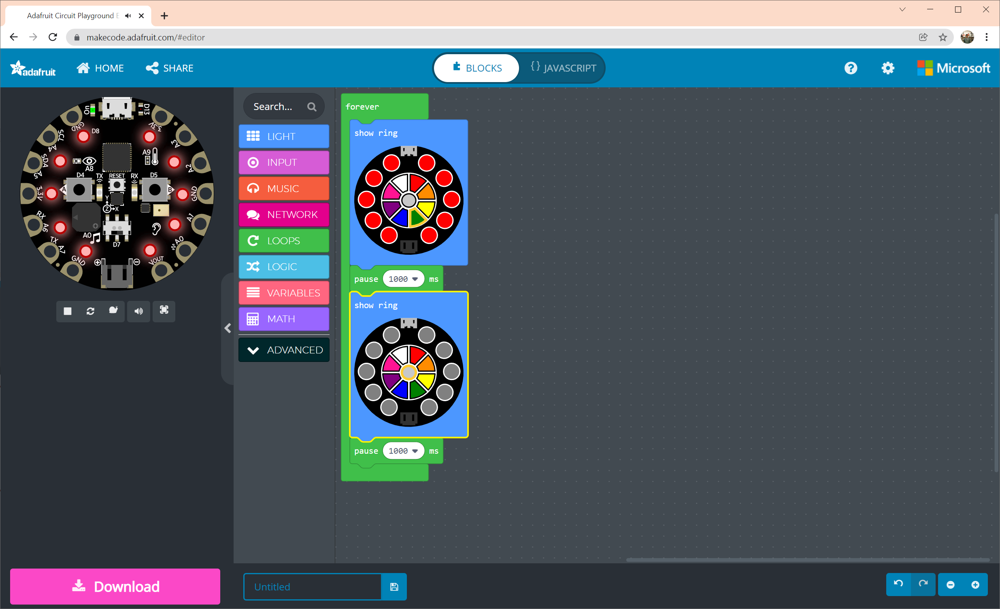 Adafruit Circuit Playground E
makecode.adafruit.com/#editor
adafruit
HOME
SHARE
BLOCKS
{} JAVASCRIPT
Microsoft
On
D13
GND
D8
3.3V
SCL
A4
A3
SDA
A5
A8
A9
A2
D4
TX
RESET
RX
D5
3.3V
A
B
GND
Y
Z
X
RX
A6
A1
TX
A7
A0
D7
A0
GND
VOUT
Search...
LIGHT
INPUT
MUSIC
NETWORK
LOOPS
LOGIC
VARIABLES
MATH
ADVANCED
forever
show ring
pause 1000 ms
show ring
pause 1000 ms
Download
Untitled